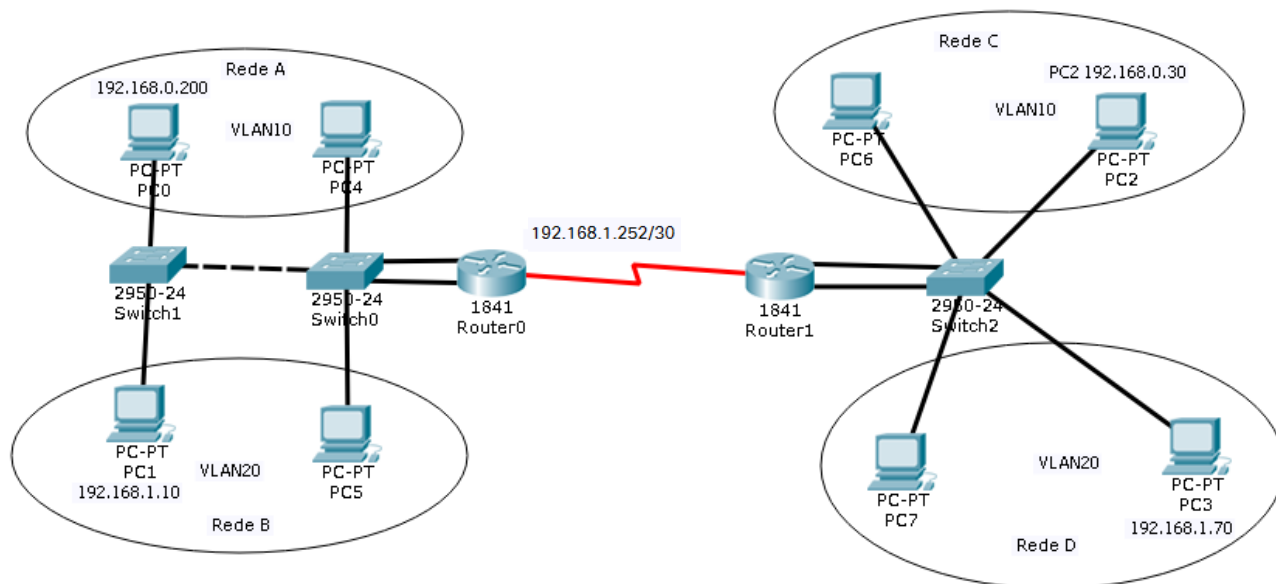 Rede A
192.168.0.200
VLAN10
PC-PT
PC0
PC-PT
PC4
2950-24
Switch1
2950-24
Switch0
1841
Router0
192.168.1.252/30
PC-PT
PC1
192.168.1.10
VLAN20
PC-PT
PC5
Rede B
Rede C
PC2 192.168.0.30
VLAN10
PC-PT
PC6
PC-PT
PC2
1841
Router1
2950-24
Switch2
VLAN20
PC-PT
PC7
PC-PT
PC3
192.168.1.70
Rede D